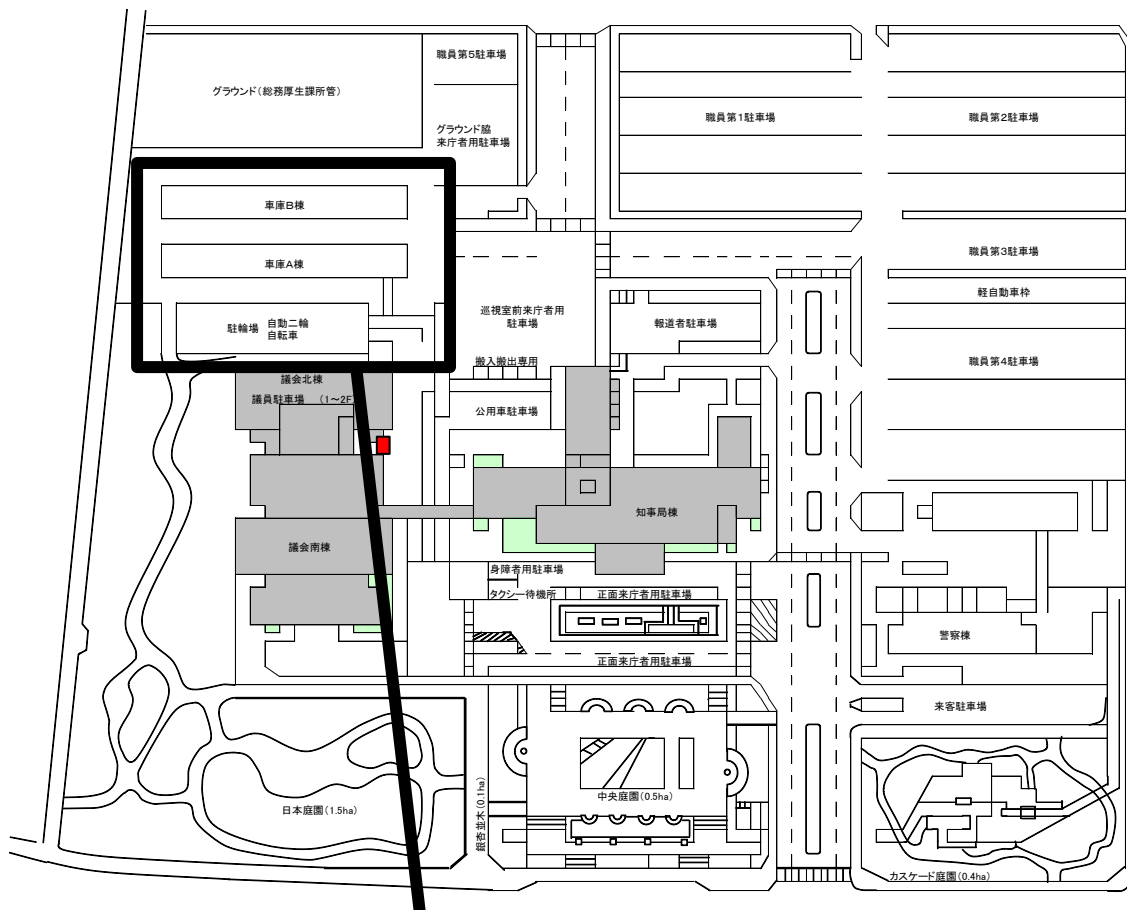 職員第5駐車場
グラウンド(総務厚生課所管)
グラウンド脇
来庁者用駐車場
職員第1駐車場
職員第2駐車場
車庫B棟
車庫A棟
職員第3駐車場
軽自動車枠
駐輪場 自動二輪
自転車
巡視室前来庁者用
駐車場
報道者駐車場
職員第4駐車場
搬入搬出専用
議会北棟
議員駐車場 (1~2F)
公用車駐車場
知事局棟
議会南棟
身障者用駐車場
タクシー待機所
正面来庁者用駐車場
警察棟
正面来庁者用駐車場
来客駐車場
日本庭園(1.5ha)
銀杏並木(0.1ha)
中央庭園(0.5ha)
カスケード庭園(0.4ha)